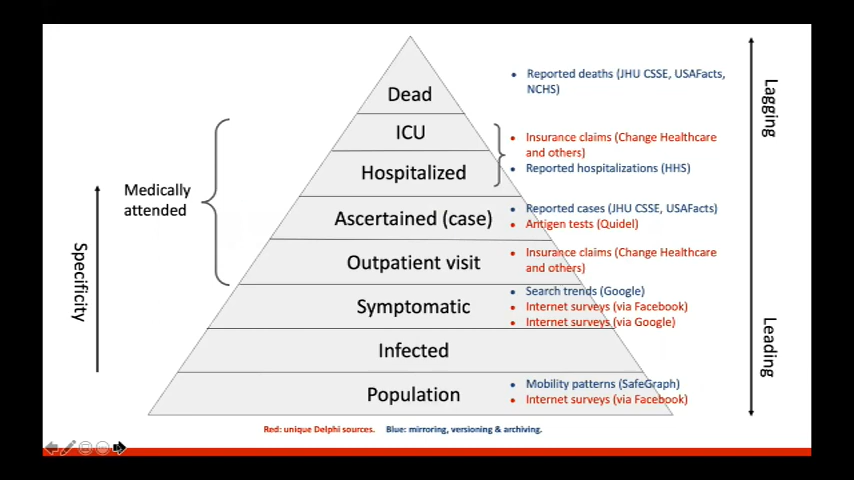 Dead
ICU
Hospitalized
Ascertained (case)
Outpatient visit
Symptomatic
Infected
Population
Medically
attended
Specificity
• Reported deaths (JHU CSSE, USAFacts,
NCHS)
• Insurance claims (Change Healthcare
and others)
• Reported hospitalizations (HHS)
• Reported cases (JHU CSSE, USAFacts)
• Antigen tests (Quidel)
• Insurance claims (Change Healthcare
and others)
• Search trends (Google)
• Internet surveys (via Facebook)
• Internet surveys (via Google)
• Mobility patterns (SafeGraph)
• Internet surveys (via Facebook)
Lagging
Leading
Red: unique Delphi sources. Blue: mirroring, versioning & archiving.